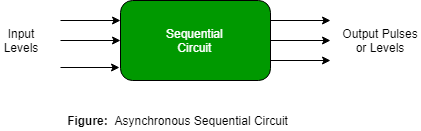 Input
Levels
Sequential
Circuit
Output Pulses
or Levels
Figure: Asynchronous Sequential Circuit